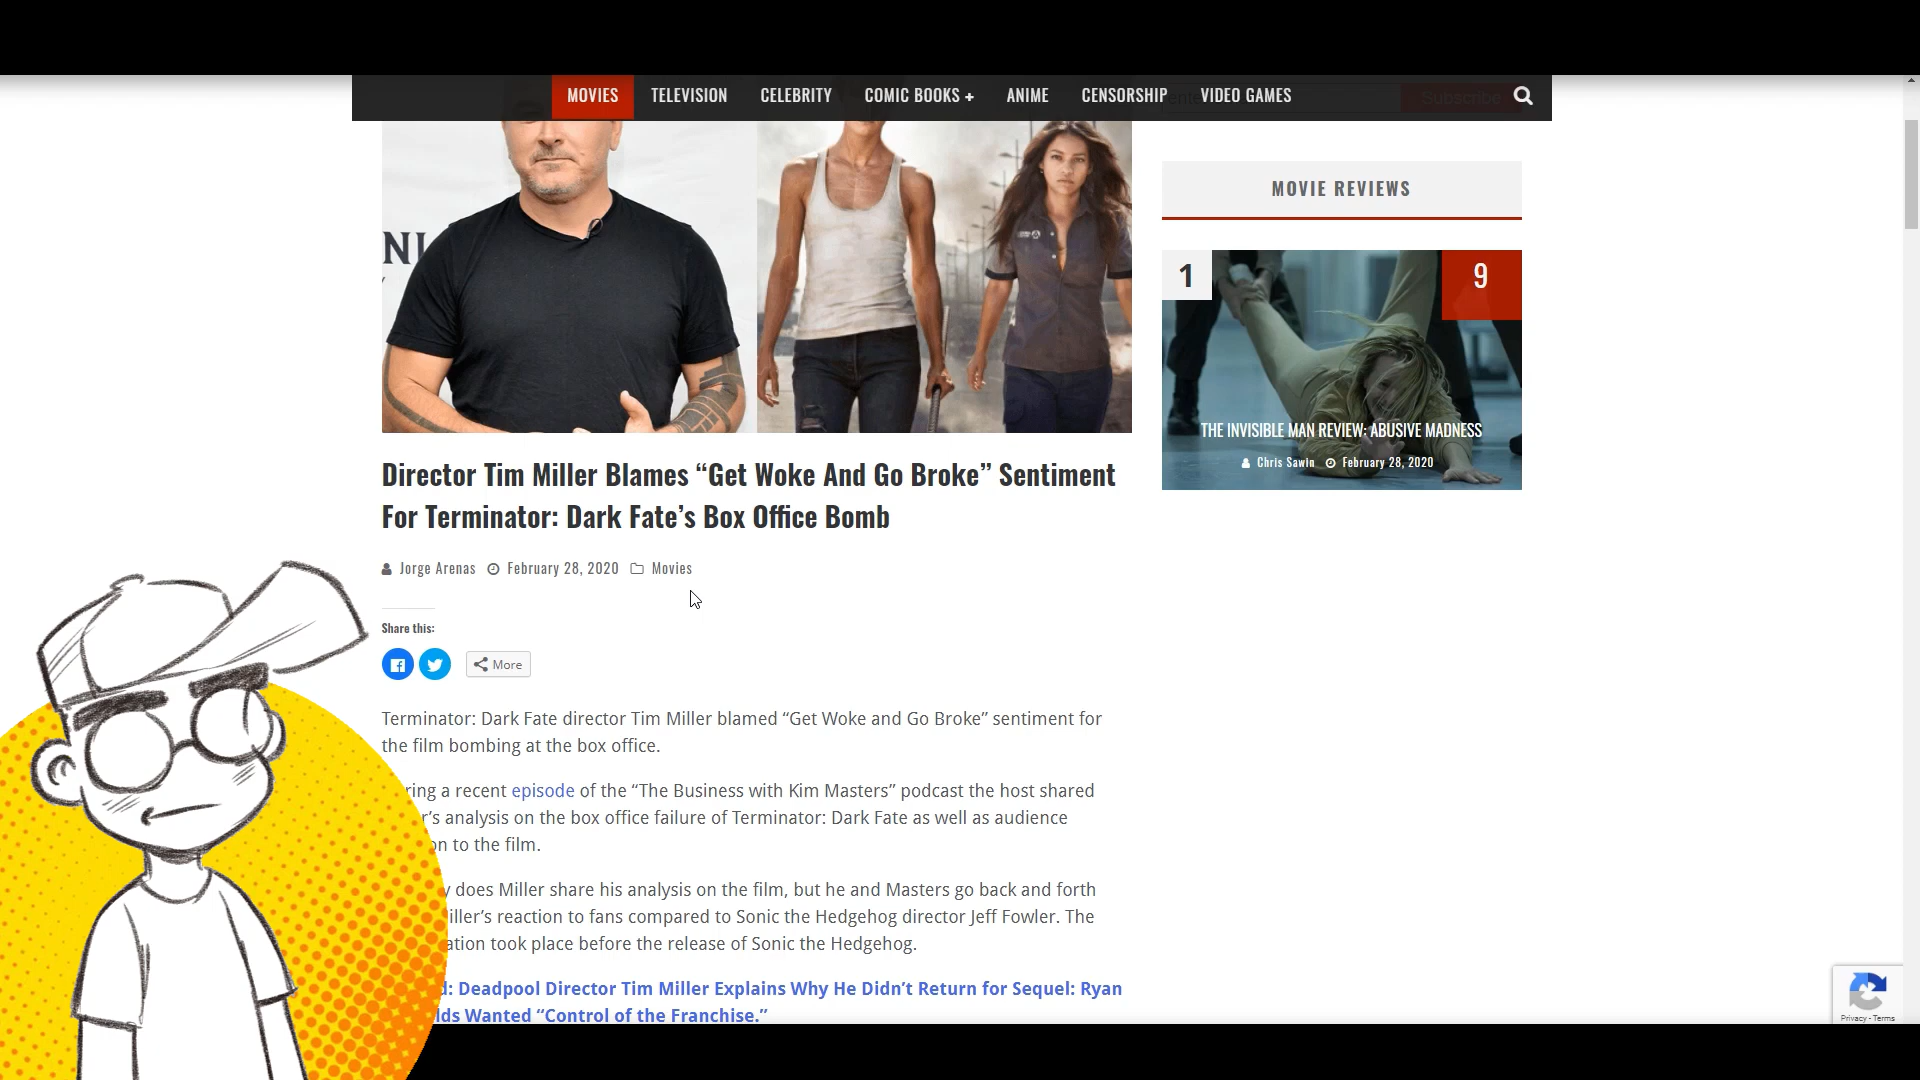 MOVIES TELEVISION CELEBRITY COMIC BOOKS + ANIME CENSORSHIP VIDEO GAMES
Subscribe
NI
MOVIE REVIEWS
1
9
THE INVISIBLE MAN REVIEW: ABUSIVE MADNESS
Chris Sawin February 28, 2020
Director Tim Miller Blames “Get Woke And Go Broke” Sentiment
For Terminator: Dark Fate’s Box Office Bomb
Jorge Arenas February 28, 2020 Movies
Share this:
More
Terminator: Dark Fate director Tim Miller blamed “Get Woke and Go Broke” sentiment for
the film bombing at the box office.
ring a recent episode of the “The Business with Kim Masters” podcast the host shared
r’s analysis on the box office failure of Terminator: Dark Fate as well as audience
on to the film.
y does Miller share his analysis on the film, but he and Masters go back and forth
iller’s reaction to fans compared to Sonic the Hedgehog director Jeff Fowler. The
ation took place before the release of Sonic the Hedgehog.
d: Deadpool Director Tim Miller Explains Why He Didn’t Return for Sequel: Ryan
lds Wanted “Control of the Franchise.”
Privacy - Terms